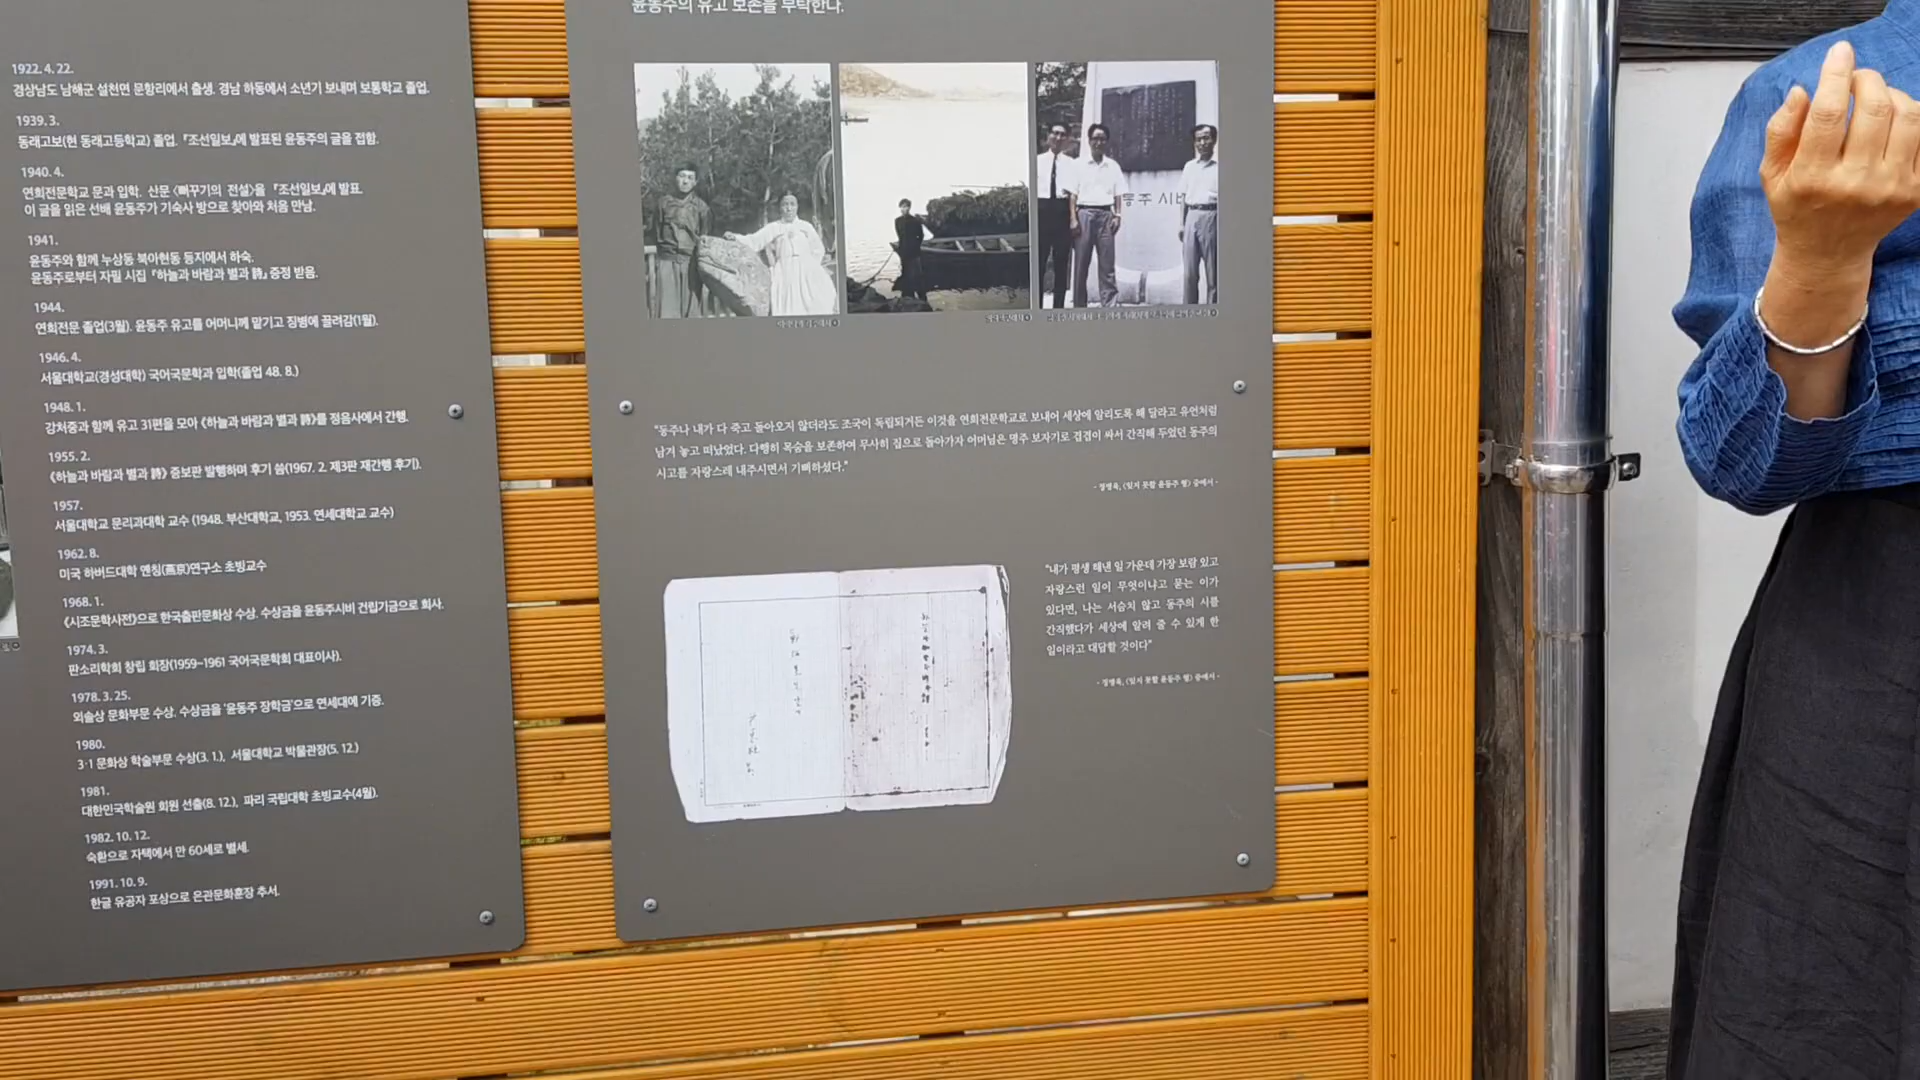 1922. 4. 22.
경상남도 남해군 설천면 문항리에서 출생. 경남 하동에서 소년기 보내며 보통학교 졸업.
1939. 3.
동래고보(현 동래고등학교) 졸업. 『조선일보』에 발표된 윤동주의 글을 접함.
1940. 4.
연희전문학교 문과 입학. 산문 〈뻐꾸기의 전설〉을 『조선일보』에 발표.
이 글을 읽은 선배 윤동주가 기숙사 방으로 찾아와 처음 만남.
1941.
윤동주와 함께 누상동 북아현동 등지에서 하숙.
윤동주로부터 자필 시집 『하늘과 바람과 별과 詩』 증정 받음.
1944.
연희전문 졸업(3월). 윤동주 유고를 어머니께 맡기고 징병에 끌려감(1월).
1946. 4.
서울대학교(경성대학) 국어국문학과 입학(졸업 48. 8.)
1948. 1.
강처중과 함께 유고 31편을 모아 《하늘과 바람과 별과 詩》를 정음사에서 간행.
1955. 2.
《하늘과 바람과 별과 詩》 증보판 발행하며 후기 씀(1967. 2. 제3판 재간행 후기).
1957.
서울대학교 문리과대학 교수 (1948. 부산대학교, 1953. 연세대학교 교수)
1962. 8.
미국 하버드대학 옌칭(燕京)연구소 초빙교수
1968. 1.
《시조문학사전》으로 한국출판문화상 수상. 수상금을 윤동주시비 건립기금으로 희사.
1974. 3.
판소리학회 창립 회장(1959~1961 국어국문학회 대표이사).
1978. 3. 25.
외솔상 문화부문 수상. 수상금을 '윤동주 장학금'으로 연세대에 기증.
1980.
3·1 문화상 학술부문 수상(3. 1.), 서울대학교 박물관장(5. 12.)
1981.
대한민국학술원 회원 선출(8. 12.), 파리 국립대학 초빙교수(4월).
1982. 10. 12.
숙환으로 자택에서 만 60세로 별세.
1991. 10. 9.
한글 유공자 포상으로 은관문화훈장 추서.
윤동주의 유고 보존을 부탁한다.
동주 시비
"동주나 내가 다 죽고 돌아오지 않더라도 조국이 독립되거든 이것을 연희전문학교로 보내어 세상에 알리도록 해 달라고 유언처럼
남겨 놓고 떠났었다. 다행히 목숨을 보존하여 무사히 집으로 돌아가자 어머님은 명주 보자기로 겹겹이 싸서 간직해 두었던 동주의
시고를 자랑스레 내주시면서 기뻐하셨다."
- 정병욱, 〈잊지 못할 윤동주 형〉 중에서 -
"내가 평생 해낸 일 가운데 가장 보람 있고
자랑스런 일이 무엇이냐고 묻는 이가
있다면, 나는 서슴지 않고 동주의 시를
간직했다가 세상에 알려 줄 수 있게 한
일이라고 대답할 것이다"
- 정병욱, 〈잊지 못할 윤동주 형〉 중에서 -